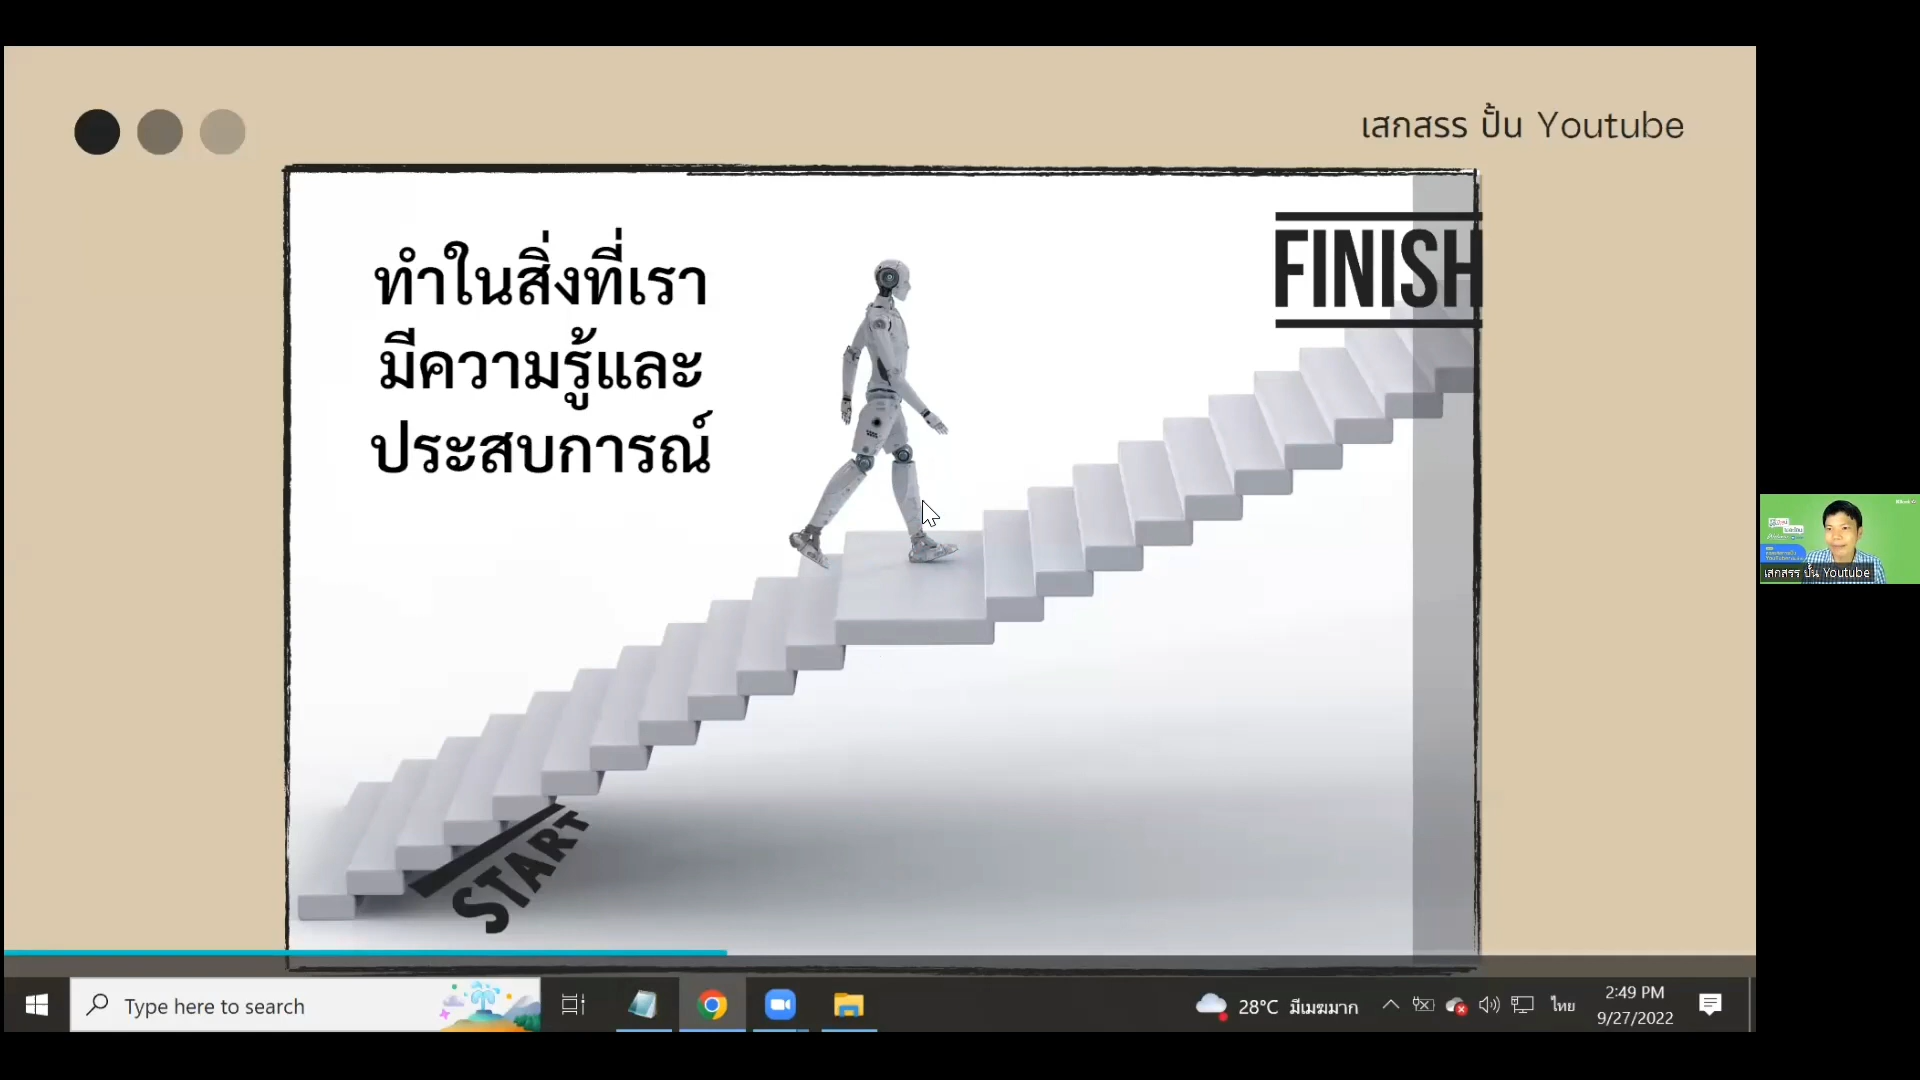 เสกสรร ปั้น Youtube
ทำในสิ่งที่เรา
มีความรู้และ
ประสบการณ์
FINISH
START
เสกสรร ปั้น Youtube
Type here to search
28°C มีเมฆมาก
ไทย
2:49 PM
9/27/2022